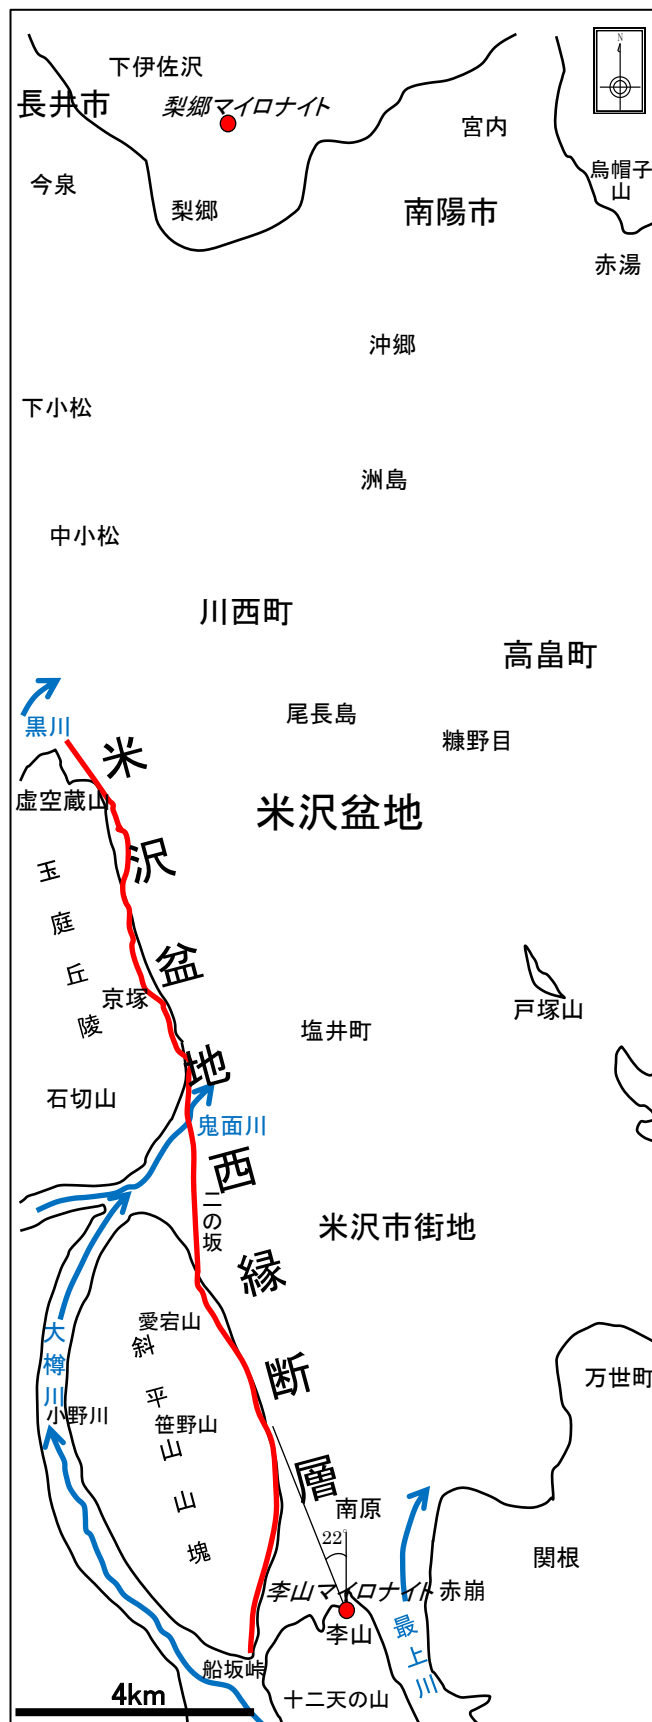 N
下伊佐沢
長井市
梨郷マイロナイト
宮内
今泉
梨郷
南陽市
烏帽子
山
赤湯
沖郷
下小松
洲島
中小松
川西町
高畠町
尾長島
黒川
糠野目
虚空蔵山
米沢盆地
米沢盆地西縁断層
玉庭丘陵
京塚
戸塚山
塩井町
石切山
鬼面川
二の坂
米沢市街地
愛宕山
大樽川
斜平山山塊
万世町
小野川
笹野山
南原
22°
関根
李山マイロナイト
赤崩
李山
最上川
船坂峠
十二天の山
4km